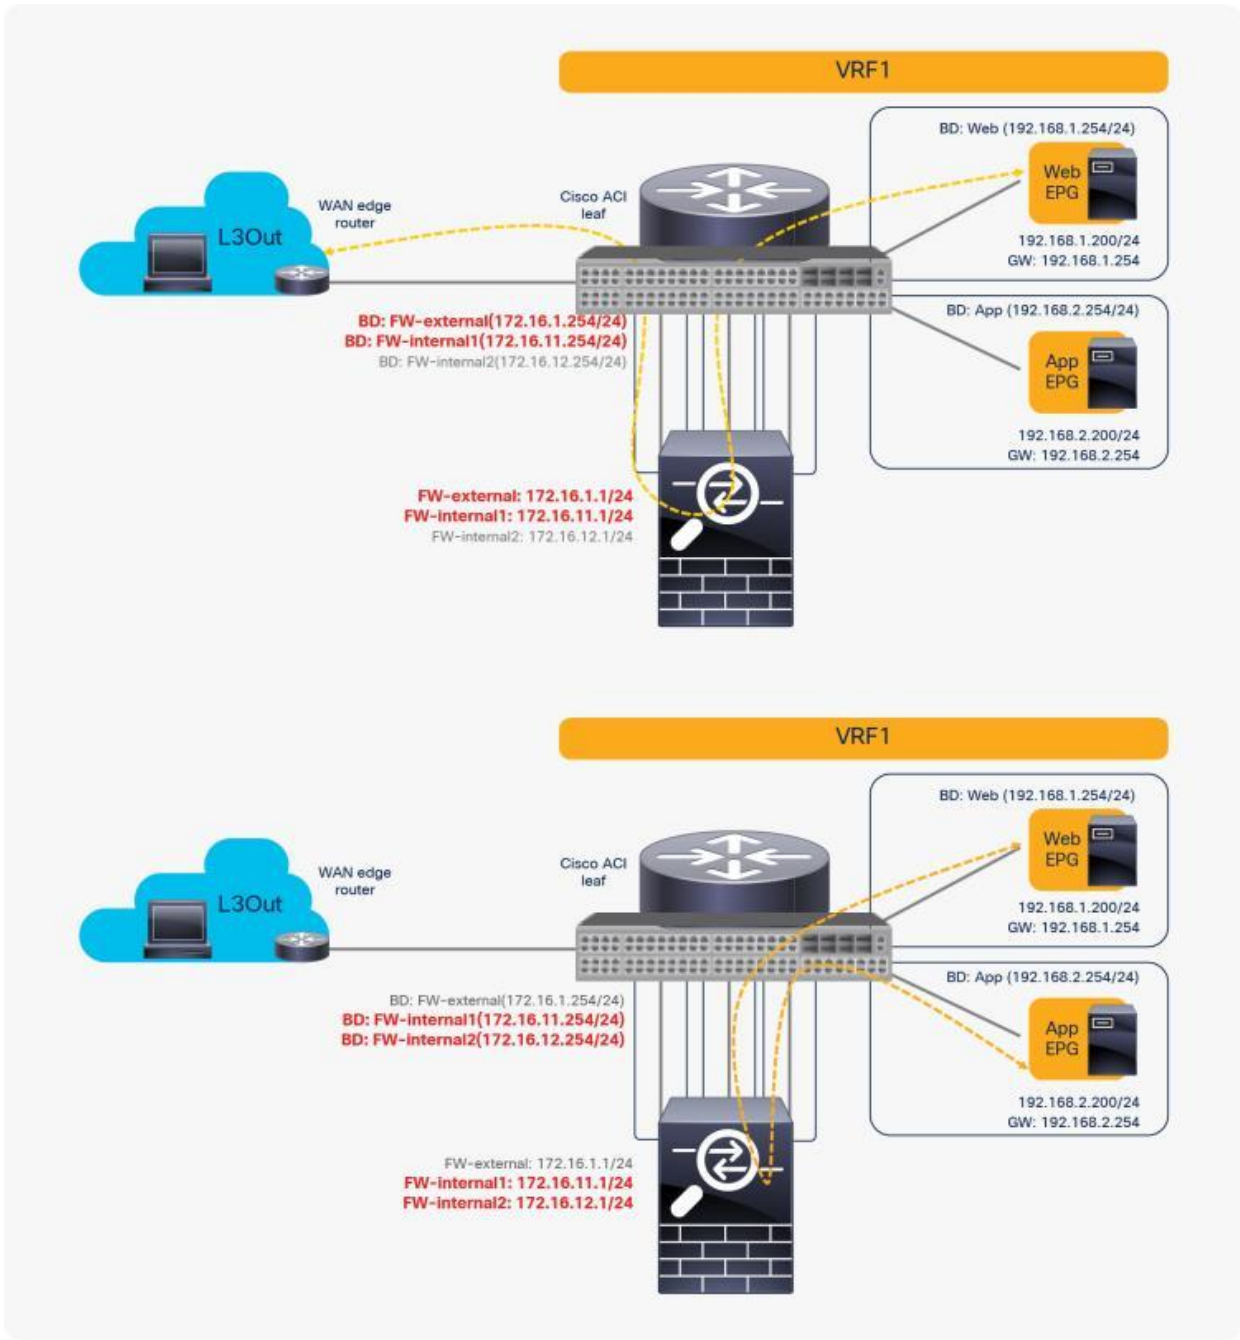 VRF1
BD: Web (192.168.1.254/24)
Web
EPG
192.168.1.200/24
GW: 192.168.1.254
Cisco ACI
leaf
WAN edge
router
L3Out
BD: FW-external(172.16.1.254/24)
BD: FW-internal1(172.16.11.254/24)
BD: FW-internal2(172.16.12.254/24)
BD: App (192.168.2.254/24)
App
EPG
192.168.2.200/24
GW: 192.168.2.254
FW-external: 172.16.1.1/24
FW-internal1: 172.16.11.1/24
FW-internal2: 172.16.12.1/24
VRF1
BD: Web (192.168.1.254/24)
Web
EPG
192.168.1.200/24
GW: 192.168.1.254
Cisco ACI
leaf
WAN edge
router
L3Out
BD: FW-external(172.16.1.254/24)
BD: FW-internal1(172.16.11.254/24)
BD: FW-internal2(172.16.12.254/24)
BD: App (192.168.2.254/24)
App
EPG
192.168.2.200/24
GW: 192.168.2.254
FW-external: 172.16.1.1/24
FW-internal1: 172.16.11.1/24
FW-internal2: 172.16.12.1/24